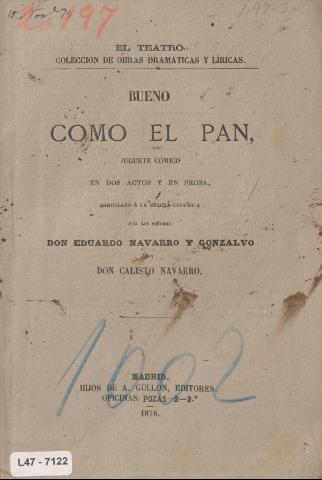 197
EL TEATRO.
COLECCION DE OBRAS DRAMÁTICAS Y LÍRICAS.
BUENO
COMO EL PAN,
JUGUETE CÓMICO
EN DOS ACTOS Y EN PROSA,
ARREGLADO Á LA ESCENA ESPAÑOLA
POR LOS SEÑORES
DON EDUARDO NAVARRO Y GONZALVO
Y
DON CALISTO NAVARRO.
1002
MADRID.
HIJOS DE A. GULLON, EDITORES.
OFICINAS: POZAS—2—2.º
1878.
L47 - 7122